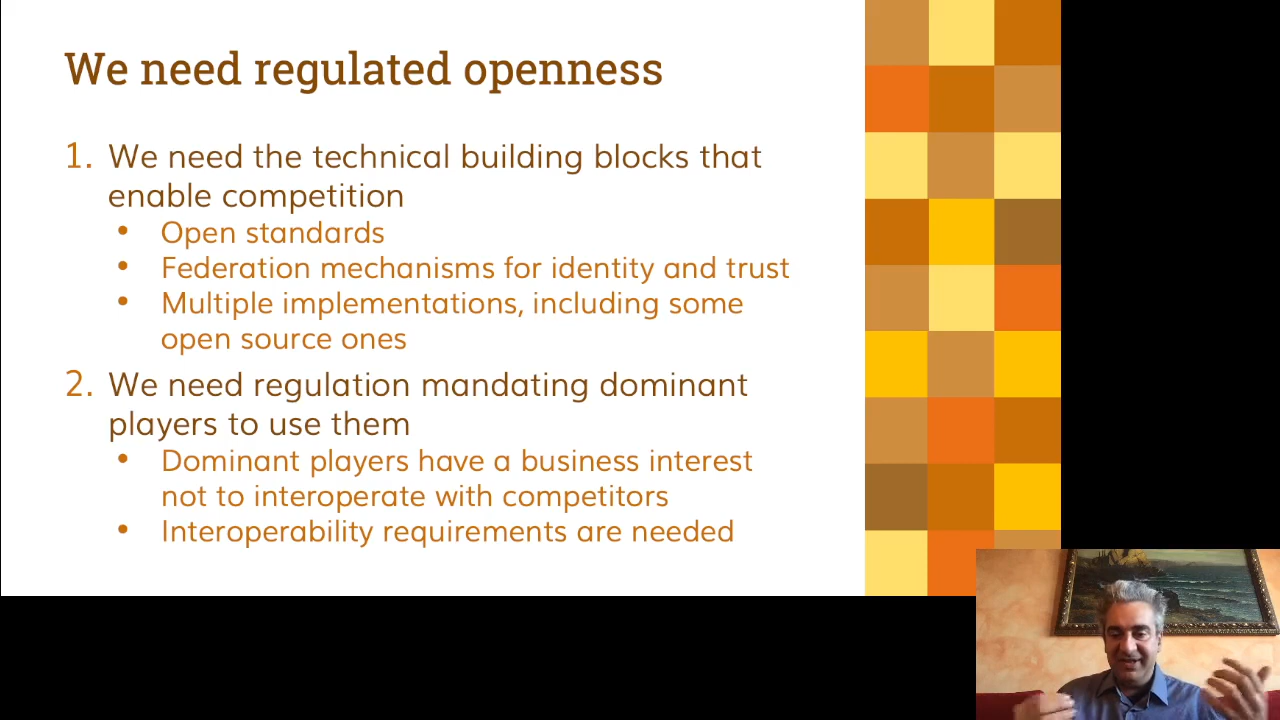 We need regulated openness
1. We need the technical building blocks that
enable competition
• Open standards
• Federation mechanisms for identity and trust
• Multiple implementations, including some
open source ones
2. We need regulation mandating dominant
players to use them
• Dominant players have a business interest
not to interoperate with competitors
• Interoperability requirements are needed